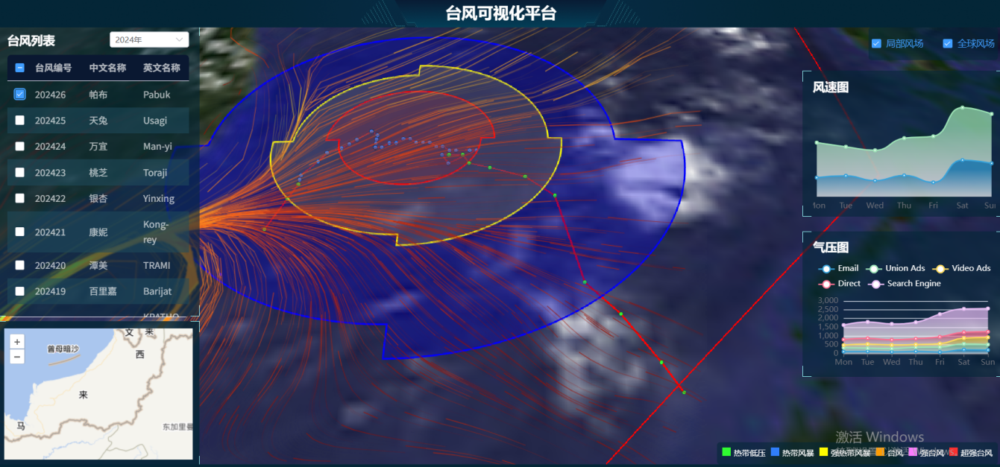 台风可视化平台
台风列表
2024年
台风编号 中文名称 英文名称
202426 帕布 Pabuk
202425 天兔 Usagi
202424 万宜 Man-yi
202423 桃芝 Toraji
202422 银杏 Yinxing
202421 康妮 Kong-rey
202420 潭美 TRAMI
202419 百里嘉 Barijat
局部风场 全球风场
风速图
Tue Wed Thu Fri Sat
气压图
Email Union Ads Video Ads
Direct Search Engine
3,000
2,500
2,000
1,500
1,000
500
0
Mon Tue Wed Thu Fri Sat Sun
+
−
曾母暗沙
文 来
西
来
马
东加里曼
激活 Windows
热带低压 热带风暴 强热带风暴 台风 强台风 超强台风